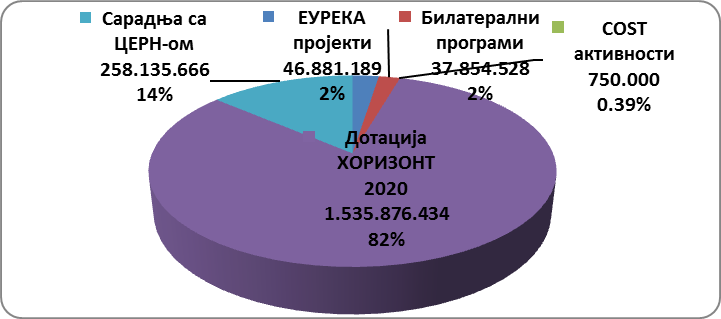 Сарадња са
ЦЕРН-ом
258.135.666
14%
ЕУРЕКА
пројекти
46.881.189
2%
Билатерални
програми
37.854.528
2%
COST
активности
750.000
0.39%
Дотација
ХОРИЗОНТ
2020
1.535.876.434
82%